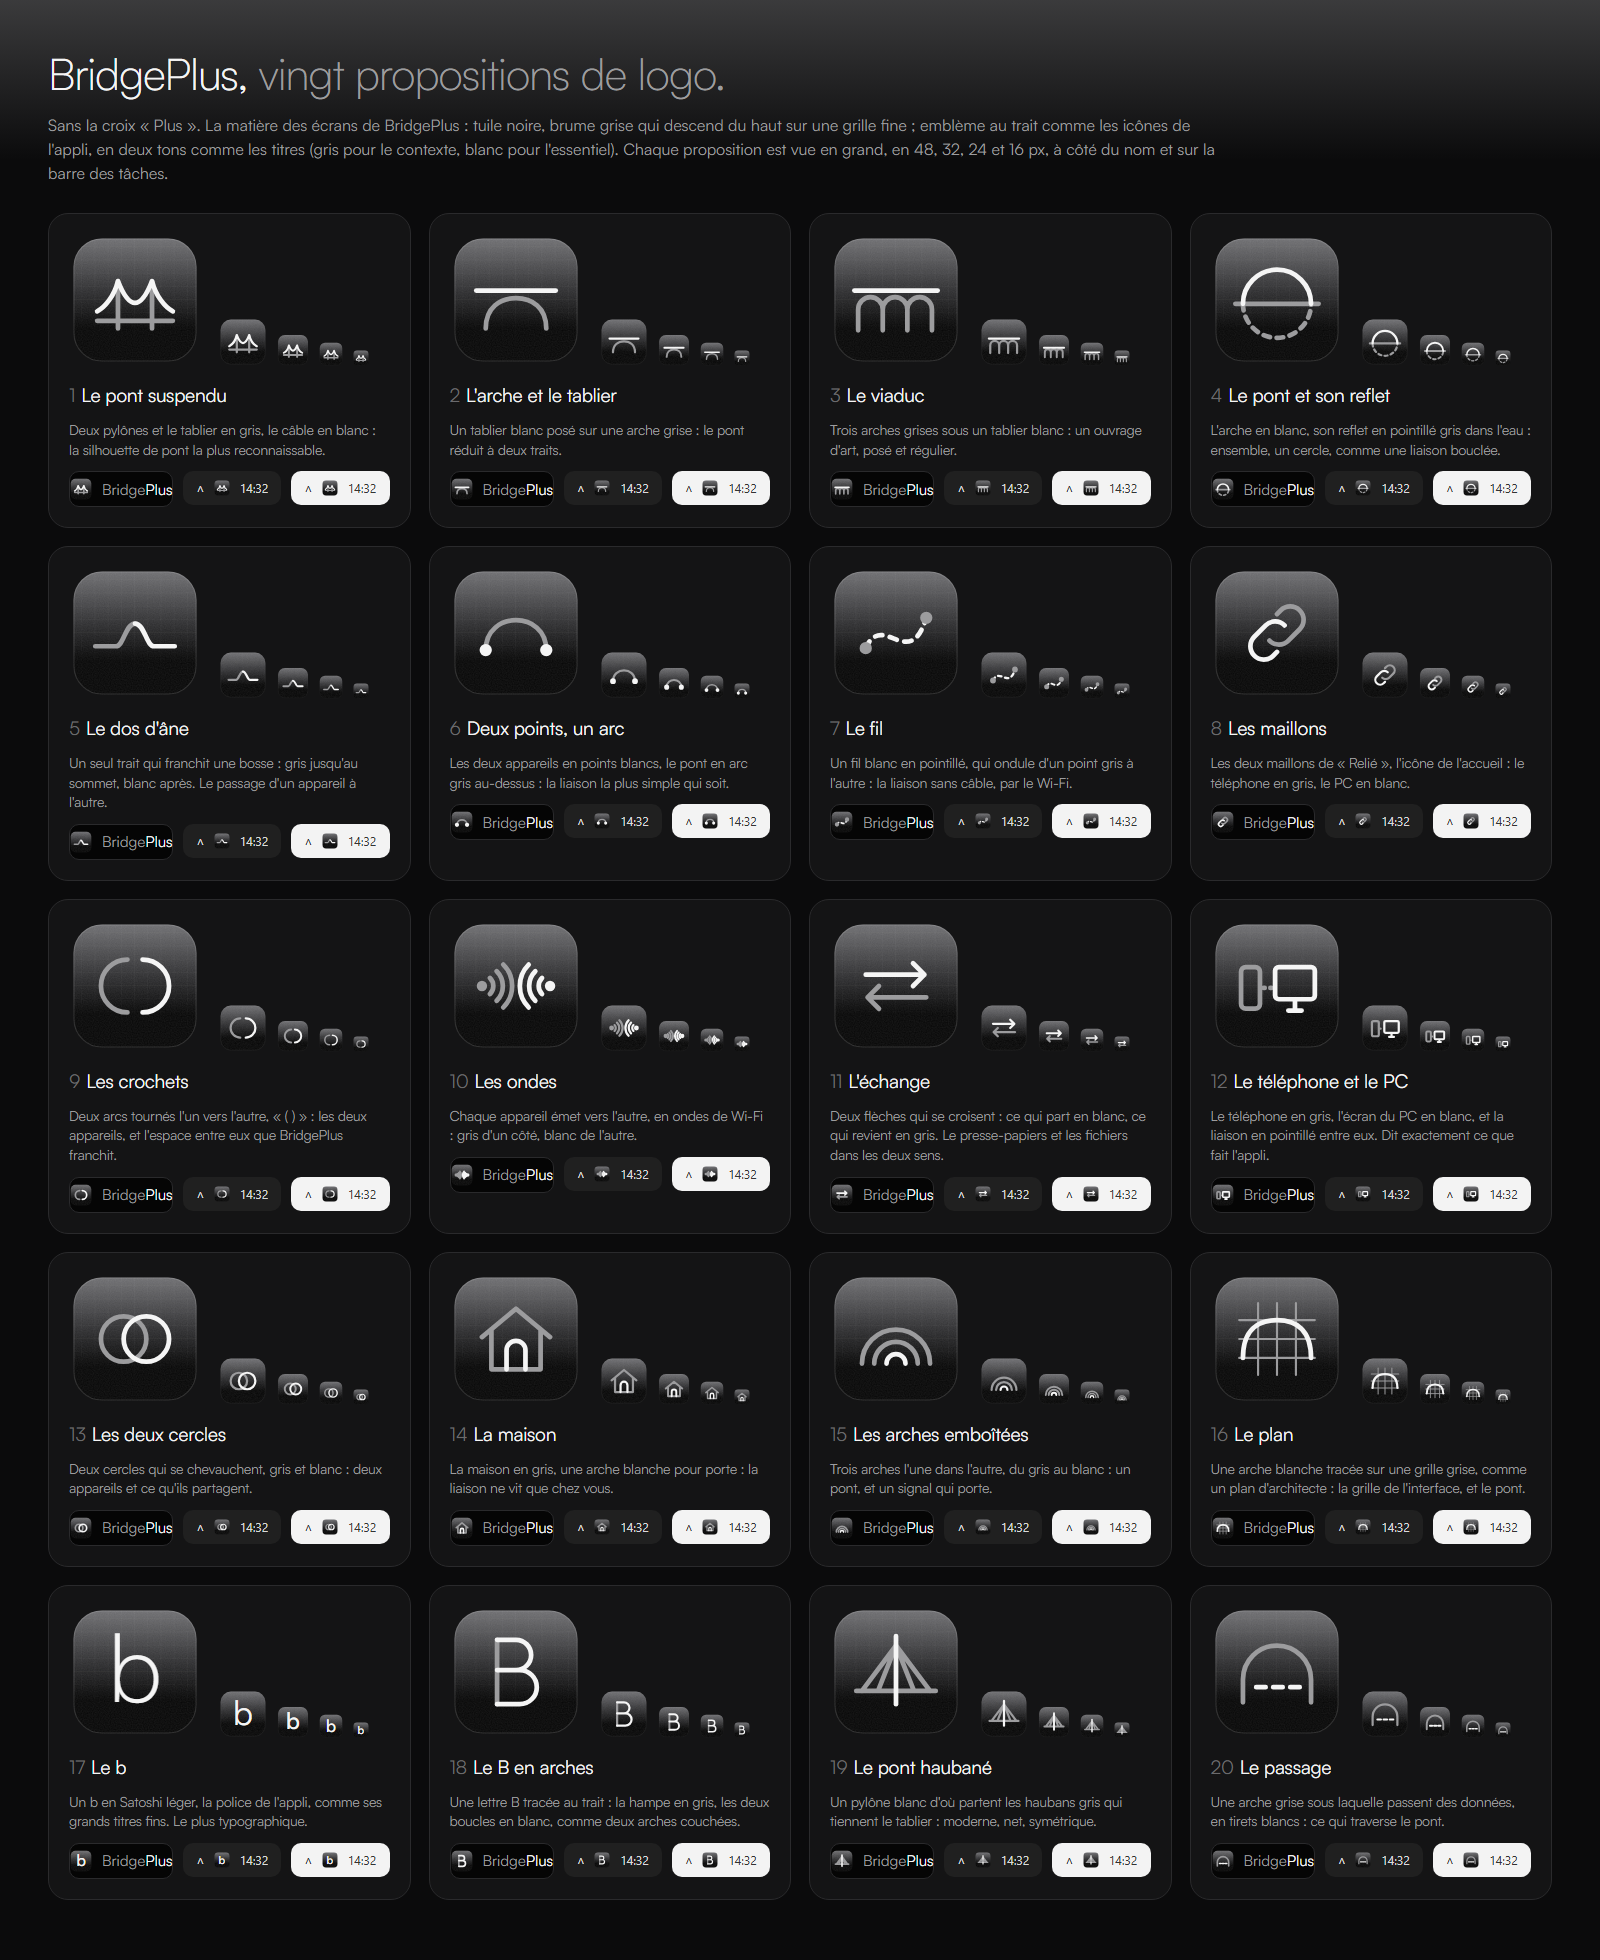 BridgePlus, vingt propositions de logo.
Sans la croix « Plus ». La matière des écrans de BridgePlus : tuile noire, brume grise qui descend du haut sur une grille fine ; emblème au trait comme les icônes de
l'appli, en deux tons comme les titres (gris pour le contexte, blanc pour l'essentiel). Chaque proposition est vue en grand, en 48, 32, 24 et 16 px, à côté du nom et sur la
barre des tâches.
1 Le pont suspendu
Deux pylônes et le tablier en gris, le câble en blanc :
la silhouette de pont la plus reconnaissable.
BridgePlus ^ 14:32 ^ 14:32
2 L'arche et le tablier
Un tablier blanc posé sur une arche grise : le pont
réduit à deux traits.
BridgePlus ^ 14:32 ^ 14:32
3 Le viaduc
Trois arches grises sous un tablier blanc : un ouvrage
d'art, posé et régulier.
BridgePlus ^ 14:32 ^ 14:32
4 Le pont et son reflet
L'arche en blanc, son reflet en pointillé gris dans l'eau :
ensemble, un cercle, comme une liaison bouclée.
BridgePlus ^ 14:32 ^ 14:32
5 Le dos d'âne
Un seul trait qui franchit une bosse : gris jusqu'au
sommet, blanc après. Le passage d'un appareil à
l'autre.
BridgePlus ^ 14:32 ^ 14:32
6 Deux points, un arc
Les deux appareils en points blancs, le pont en arc
gris au-dessus : la liaison la plus simple qui soit.
BridgePlus ^ 14:32 ^ 14:32
7 Le fil
Un fil blanc en pointillé, qui ondule d'un point gris à
l'autre : la liaison sans câble, par le Wi-Fi.
BridgePlus ^ 14:32 ^ 14:32
8 Les maillons
Les deux maillons de « Relié », l'icône de l'accueil : le
téléphone en gris, le PC en blanc.
BridgePlus ^ 14:32 ^ 14:32
9 Les crochets
Deux arcs tournés l'un vers l'autre, « ( ) » : les deux
appareils, et l'espace entre eux que BridgePlus
franchit.
BridgePlus ^ 14:32 ^ 14:32
10 Les ondes
Chaque appareil émet vers l'autre, en ondes de Wi-Fi
: gris d'un côté, blanc de l'autre.
BridgePlus ^ 14:32 ^ 14:32
11 L'échange
Deux flèches qui se croisent : ce qui part en blanc, ce
qui revient en gris. Le presse-papiers et les fichiers
dans les deux sens.
BridgePlus ^ 14:32 ^ 14:32
12 Le téléphone et le PC
Le téléphone en gris, l'écran du PC en blanc, et la
liaison en pointillé entre eux. Dit exactement ce que
fait l'appli.
BridgePlus ^ 14:32 ^ 14:32
13 Les deux cercles
Deux cercles qui se chevauchent, gris et blanc : deux
appareils et ce qu'ils partagent.
BridgePlus ^ 14:32 ^ 14:32
14 La maison
La maison en gris, une arche blanche pour porte : la
liaison ne vit que chez vous.
BridgePlus ^ 14:32 ^ 14:32
15 Les arches emboîtées
Trois arches l'une dans l'autre, du gris au blanc : un
pont, et un signal qui porte.
BridgePlus ^ 14:32 ^ 14:32
16 Le plan
Une arche blanche tracée sur une grille grise, comme
un plan d'architecte : la grille de l'interface, et le pont.
BridgePlus ^ 14:32 ^ 14:32
b b b b b
17 Le b
Un b en Satoshi léger, la police de l'appli, comme ses
grands titres fins. Le plus typographique.
b BridgePlus ^ b 14:32 ^ b 14:32
B B B B B
18 Le B en arches
Une lettre B tracée au trait : la hampe en gris, les deux
boucles en blanc, comme deux arches couchées.
B BridgePlus ^ B 14:32 ^ B 14:32
19 Le pont haubané
Un pylône blanc d'où partent les haubans gris qui
tiennent le tablier : moderne, net, symétrique.
BridgePlus ^ 14:32 ^ 14:32
20 Le passage
Une arche grise sous laquelle passent des données,
en tirets blancs : ce qui traverse le pont.
BridgePlus ^ 14:32 ^ 14:32